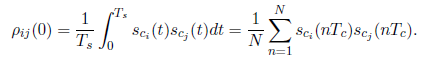 ρ_{ij}(0) = \frac{1}{T_s} \int_0^{T_s} s_{c_i}(t) s_{c_j}(t) dt = \frac{1}{N} \sum_{n=1}^{N} s_{c_i}(nT_c) s_{c_j}(nT_c).